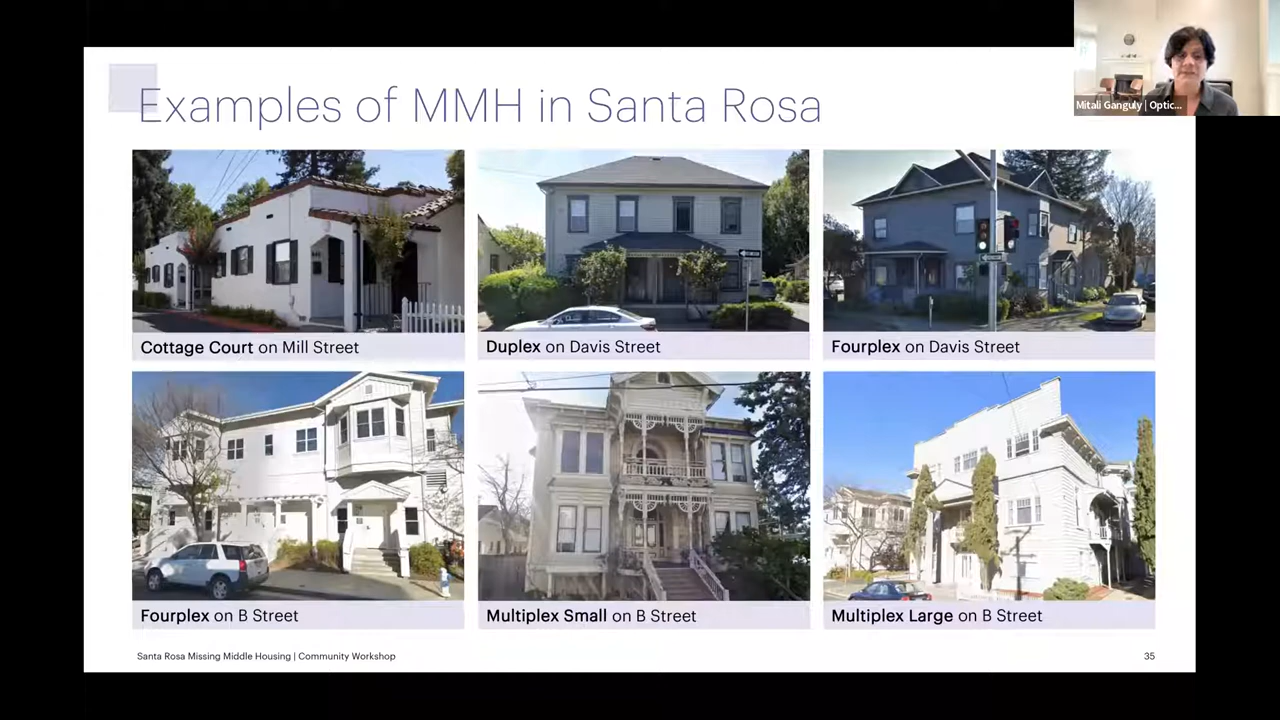 Mitali Ganguly | Optic...
Examples of MMH in Santa Rosa
Cottage Court on Mill Street
Duplex on Davis Street
Fourplex on Davis Street
Fourplex on B Street
Multiplex Small on B Street
Multiplex Large on B Street
Santa Rosa Missing Middle Housing | Community Workshop
35